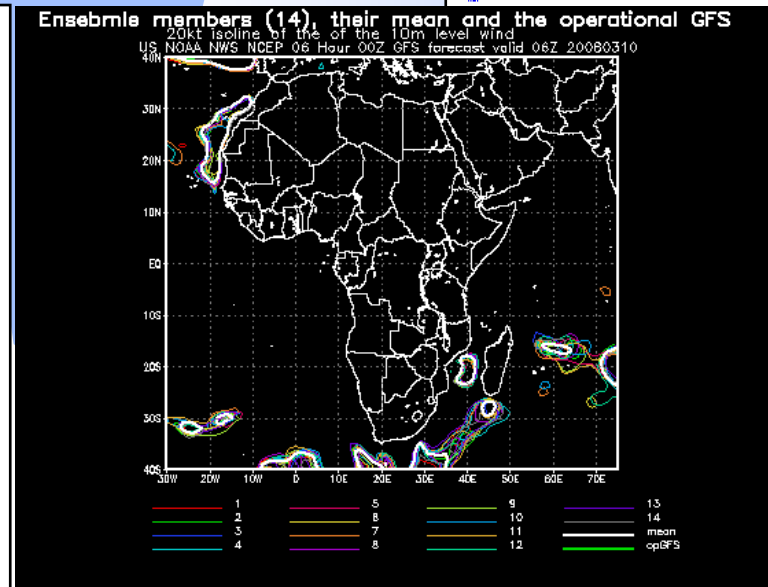 Ensebmle members (14), their mean and the operational GFS
20kt isoline of the of the 10m level wind
US NOAA NWS NCEP 06 Hour 00Z GFS forecast valid 06Z 20080310
40N
30N
20N
10N
EQ
10S
20S
30S
40S
30W 20W 10W 0 10E 20E 30E 40E 50E 60E 70E
1 5 9 13
2 6 10 14
3 7 11 mean
4 8 12 opGFS